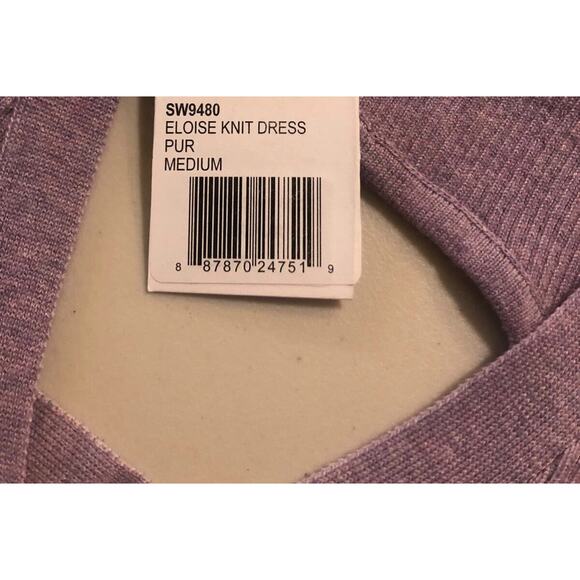 SW9480
ELOISE KNIT DRESS
PUR
MEDIUM
8 87870 24751 9